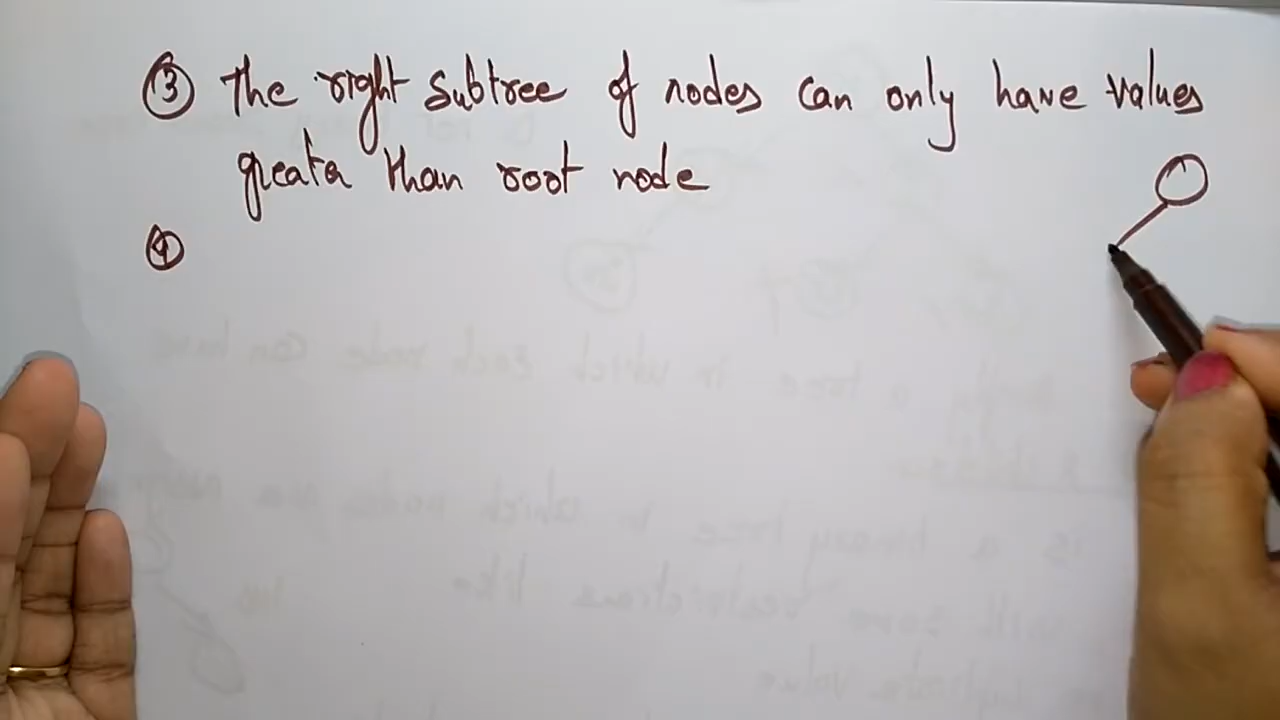 ③ The right subtree of nodes can only have values
greater than root node
④